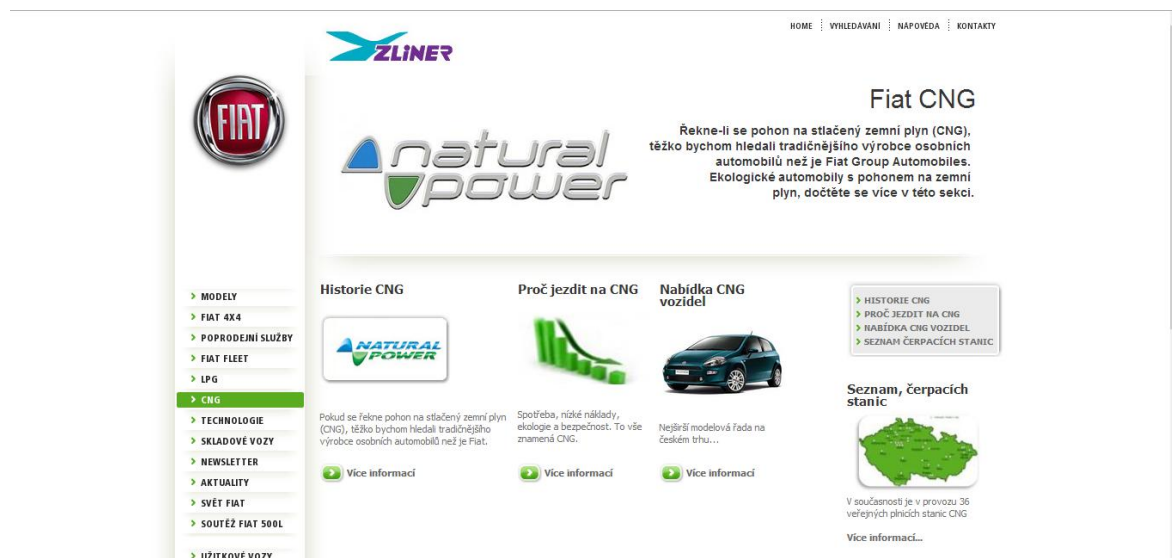 HOME
VYHLEDÁVÁNÍ
NÁPOVĚDA
KONTAKTY
ZLINER
FIAT
natural
power
Fiat CNG
Řekne-li se pohon na stlačený zemní plyn (CNG),
těžko bychom hledali tradičnějšího výrobce osobních
automobilů než je Fiat Group Automobiles.
Ekologické automobily s pohonem na zemní
plyn, dočtěte se více v této sekci.
MODELY
FIAT 4X4
POPRODEJNÍ SLUŽBY
FIAT FLEET
LPG
CNG
TECHNOLOGIE
SKLADOVÉ VOZY
NEWSLETTER
AKTUALITY
SVĚT FIAT
SOUTĚŽ FIAT 500L
UŽITKOVÉ VOZY
Historie CNG
NATURAL
POWER
Pokud se řekne pohon na stlačený zemní plyn
(CNG), těžko bychom hledali tradičnějšího
výrobce osobních automobilů než je Fiat.
Více informací
Proč jezdit na CNG
Spotřeba, nízké náklady,
ekologie a bezpečnost. To vše
znamená CNG.
Více informací
Nabídka CNG
vozidel
Nejširší modelová řada na
českém trhu...
Více informací
HISTORIE CNG
PROČ JEZDIT NA CNG
NABÍDKA CNG VOZIDEL
SEZNAM ČERPACÍCH STANIC
Seznam, čerpacích
stanic
V současnosti je v provozu 36
veřejných plnicích stanic CNG
Více informací...